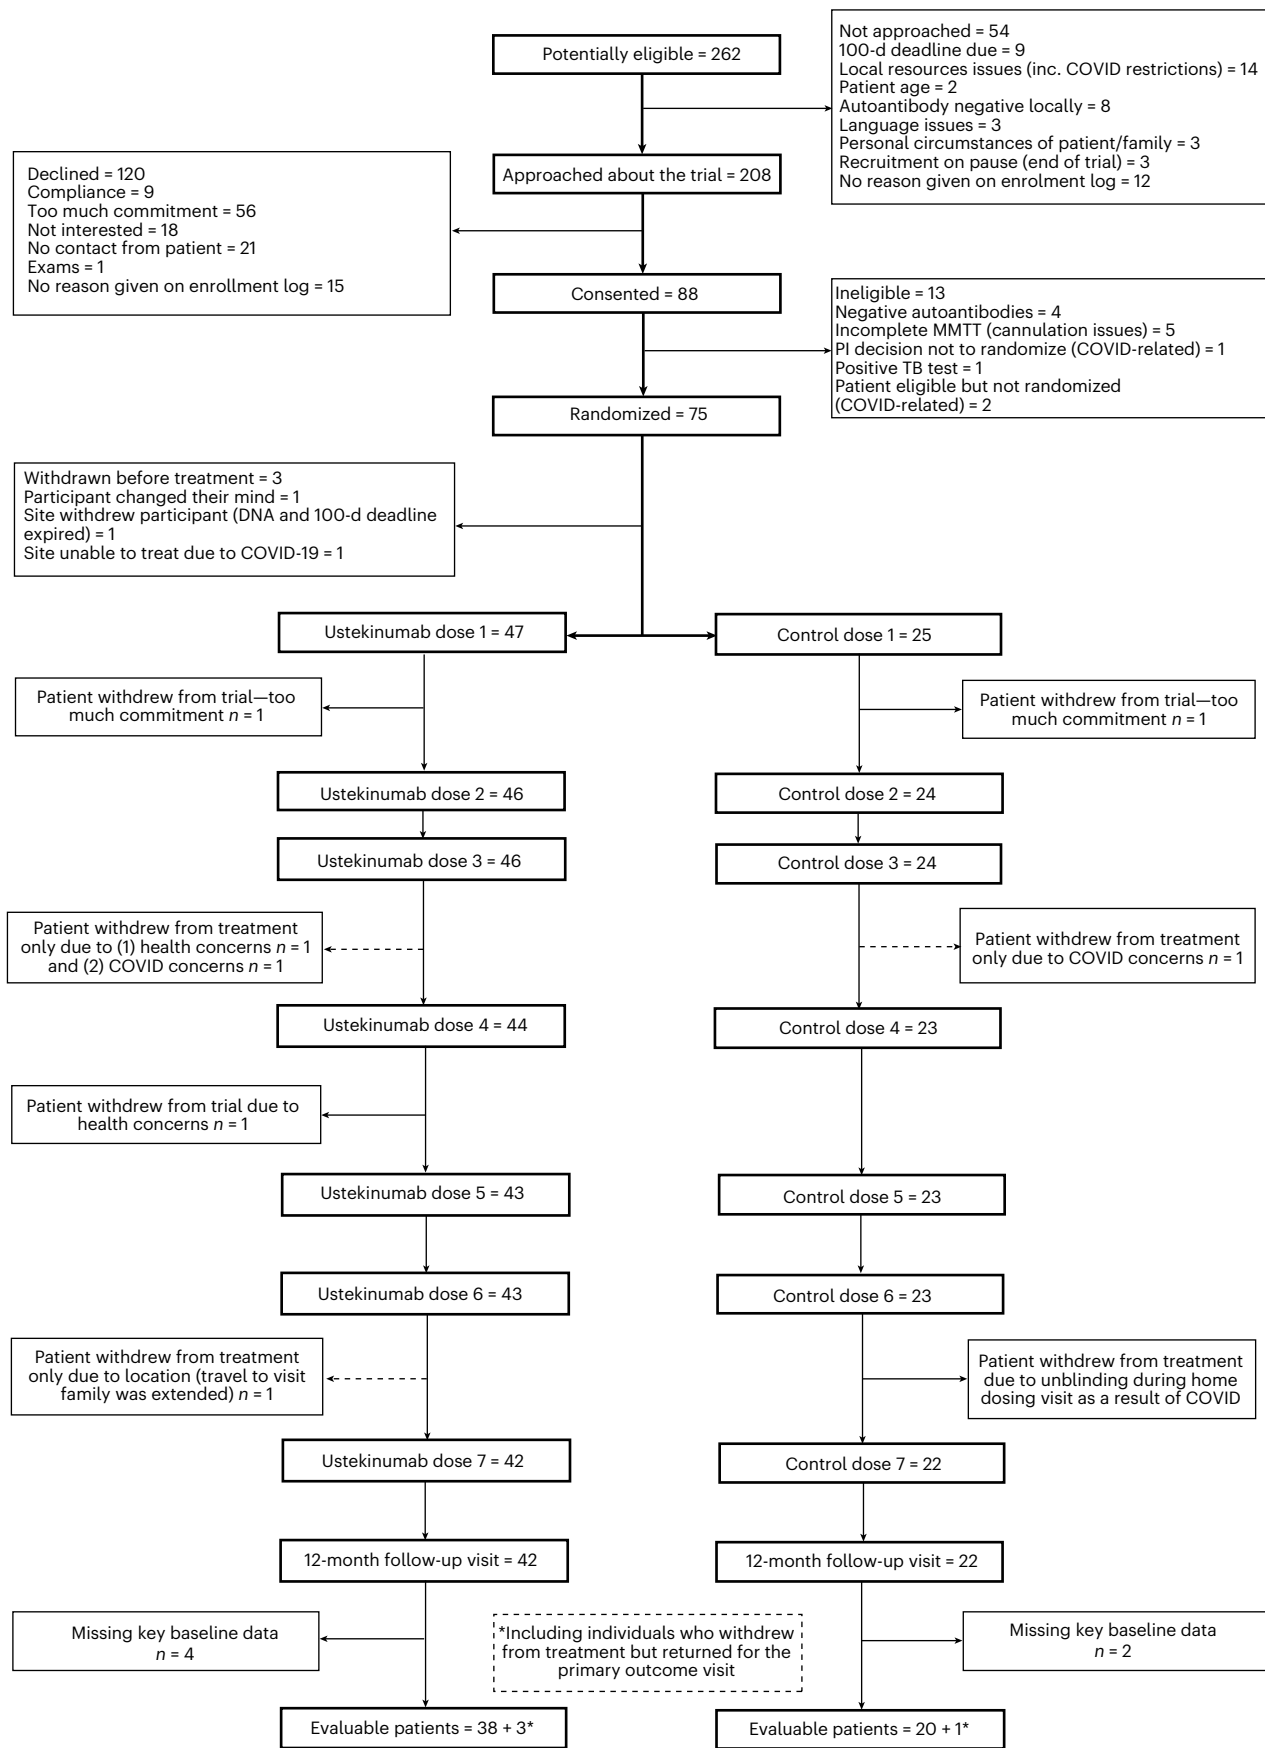 Potentially eligible = 262
Not approached = 54
100-d deadline due = 9
Local resources issues (inc. COVID restrictions) = 14
Patient age = 2
Autoantibody negative locally = 8
Language issues = 3
Personal circumstances of patient/family = 3
Recruitment on pause (end of trial) = 3
No reason given on enrolment log = 12
Approached about the trial = 208
Declined = 120
Compliance = 9
Too much commitment = 56
Not interested = 18
No contact from patient = 21
Exams = 1
No reason given on enrollment log = 15
Consented = 88
Ineligible = 13
Negative autoantibodies = 4
Incomplete MMTT (cannulation issues) = 5
PI decision not to randomize (COVID-related) = 1
Positive TB test = 1
Patient eligible but not randomized
(COVID-related) = 2
Randomized = 75
Withdrawn before treatment = 3
Participant changed their mind = 1
Site withdrew participant (DNA and 100-d deadline
expired) = 1
Site unable to treat due to COVID-19 = 1
Ustekinumab dose 1 = 47
Control dose 1 = 25
Patient withdrew from trial—too
much commitment n = 1
Patient withdrew from trial—too
much commitment n = 1
Ustekinumab dose 2 = 46
Control dose 2 = 24
Ustekinumab dose 3 = 46
Control dose 3 = 24
Patient withdrew from treatment
only due to (1) health concerns n = 1
and (2) COVID concerns n = 1
Patient withdrew from treatment
only due to COVID concerns n = 1
Ustekinumab dose 4 = 44
Control dose 4 = 23
Patient withdrew from trial due to
health concerns n = 1
Ustekinumab dose 5 = 43
Control dose 5 = 23
Ustekinumab dose 6 = 43
Control dose 6 = 23
Patient withdrew from treatment
only due to location (travel to visit
family was extended) n = 1
Patient withdrew from treatment
due to unblinding during home
dosing visit as a result of COVID
Ustekinumab dose 7 = 42
Control dose 7 = 22
12-month follow-up visit = 42
12-month follow-up visit = 22
Missing key baseline data
n = 4
*Including individuals who withdrew
from treatment but returned for the
primary outcome visit
Missing key baseline data
n = 2
Evaluable patients = 38 + 3*
Evaluable patients = 20 + 1*